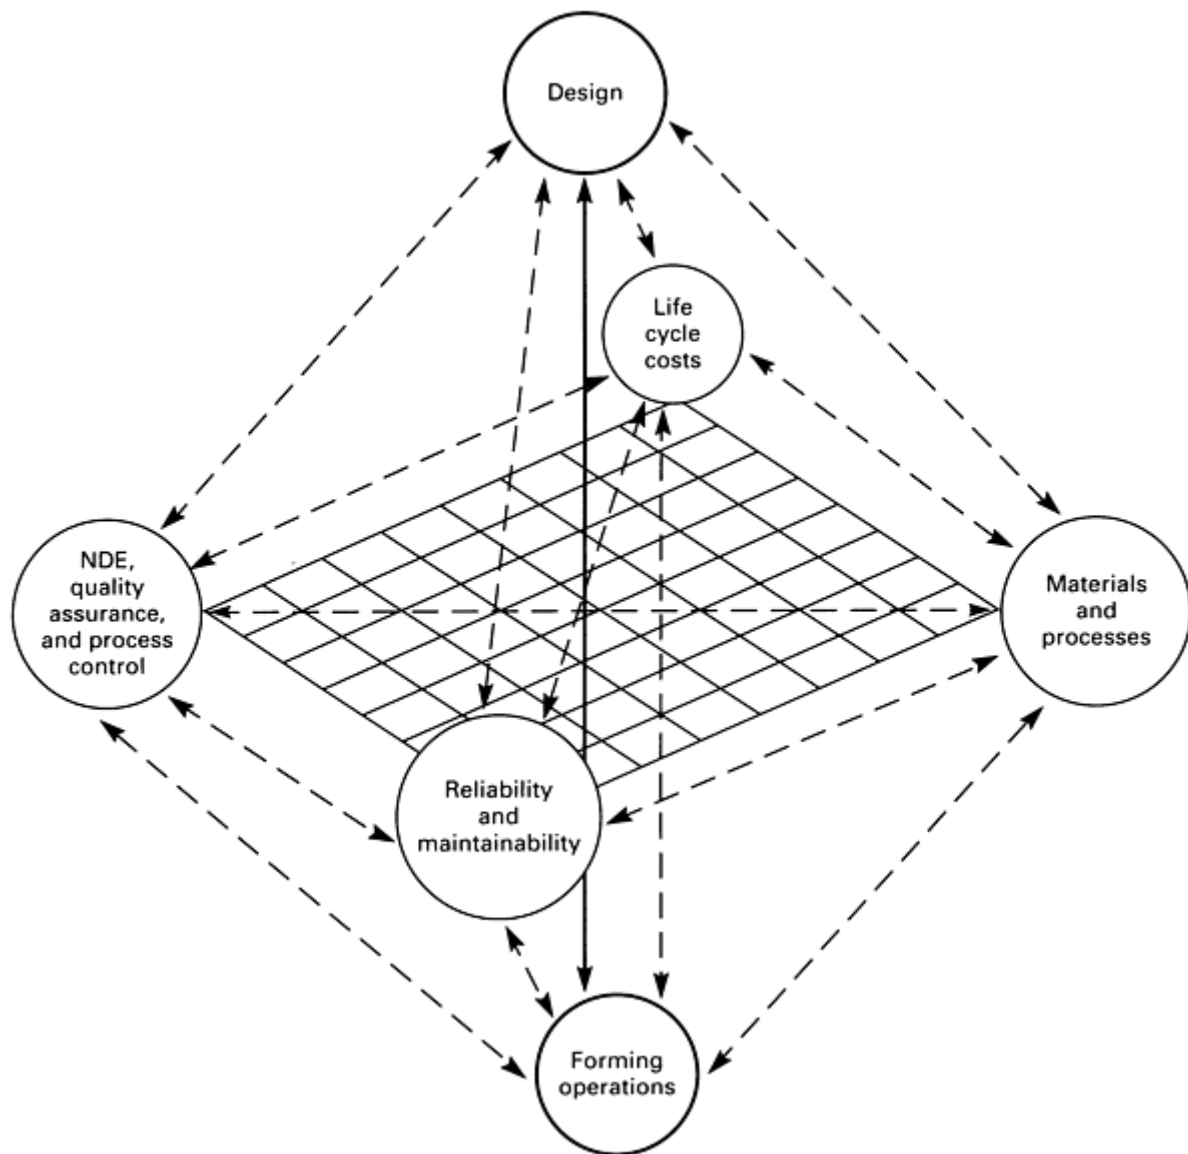 Design
Life
cycle
costs
NDE,
quality
assurance,
and process
control
Materials
and
processes
Reliability
and
maintainability
Forming
operations